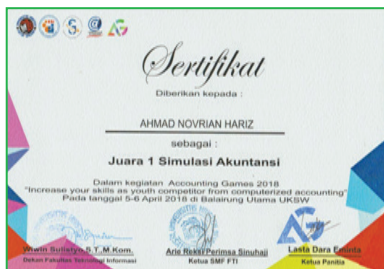 Sertifikat
Diberikan kepada :
AHMAD NOVRIAN HARIZ
sebagai :
Juara 1 Simulasi Akuntansi
Dalam kegiatan Accounting Games 2018
"Increase your skills as youth competitor from computerized accounting"
Pada tanggal 5-6 April 2018 di Balairung Utama UKSW
Wiwin Sulistyo, S.T.,M.Kom.
Dekan Fakultas Teknologi Informasi
Arie Reksi Perimsa Sinuhaji
Ketua SMF FTI
Lasta Dara Eninta
Ketua Panitia